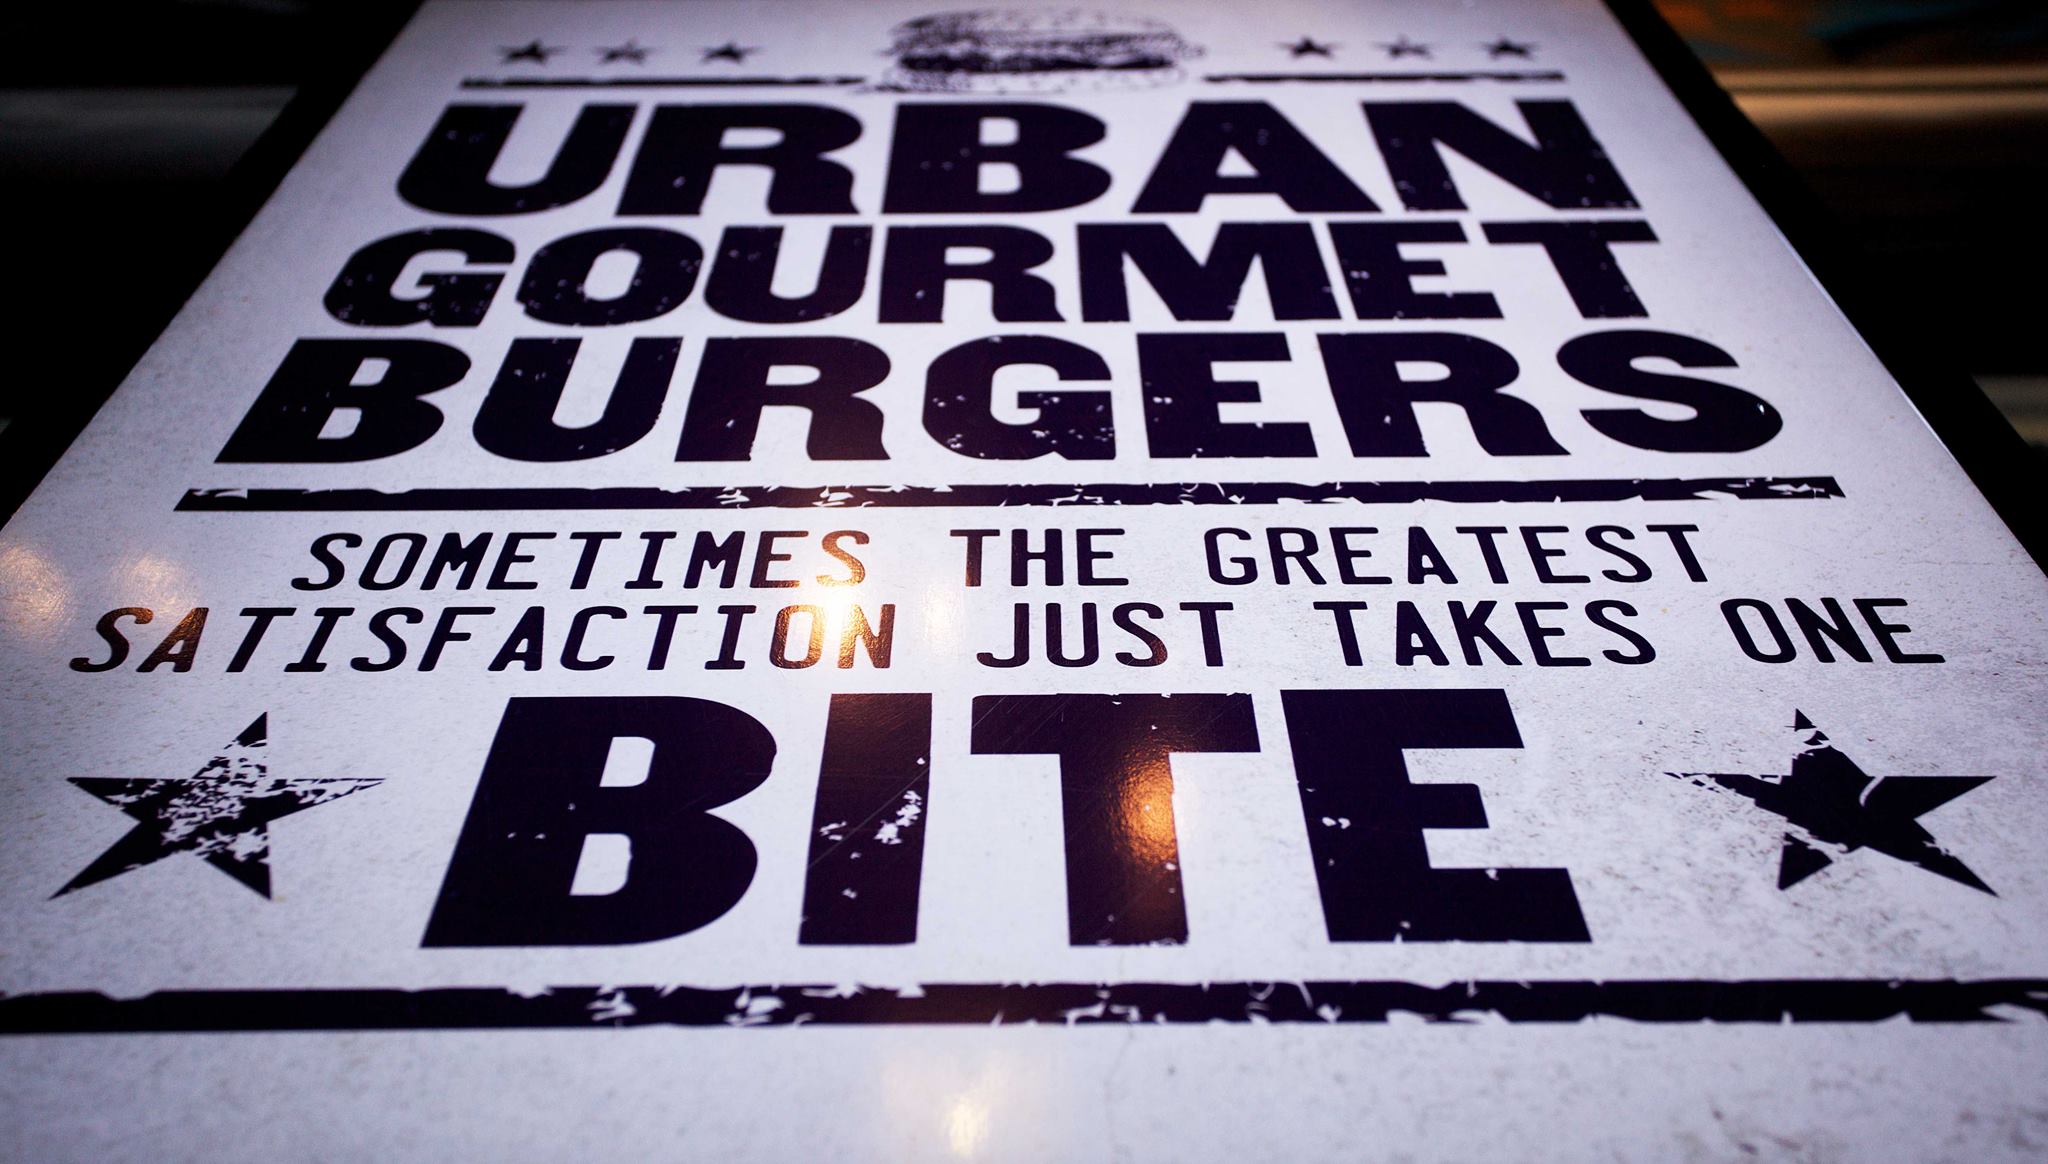 URBAN
GOURMET
BURGERS
SOMETIMES THE GREATEST
SATISFACTION JUST TAKES ONE
BITE